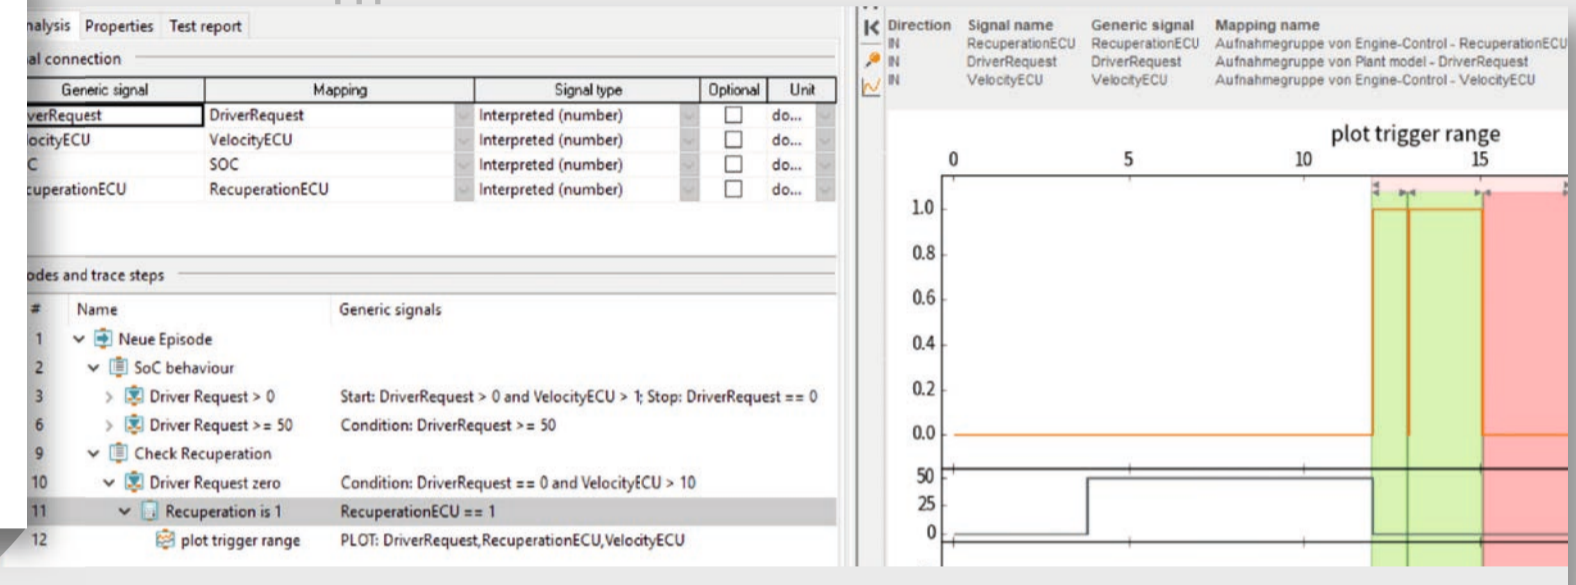 nalysis Properties Test report
al connection
Generic signal Mapping Signal type Optional Unit
verRequest DriverRequest Interpreted (number) do...
ocityECU VelocityECU Interpreted (number) do...
C SOC Interpreted (number) do...
cuperationECU RecuperationECU Interpreted (number) do...
odes and trace steps
# Name Generic signals
1 Neue Episode
2 SoC behaviour
3 Driver Request > 0 Start: DriverRequest > 0 and VelocityECU > 1; Stop: DriverRequest == 0
6 Driver Request >= 50 Condition: DriverRequest >= 50
9 Check Recuperation
10 Driver Request zero Condition: DriverRequest == 0 and VelocityECU > 10
11 Recuperation is 1 RecuperationECU == 1
12 plot trigger range PLOT: DriverRequest,RecuperationECU,VelocityECU
Direction Signal name Generic signal Mapping name
IN RecuperationECU RecuperationECU Aufnahmegruppe von Engine-Control - RecuperationECU
IN DriverRequest DriverRequest Aufnahmegruppe von Plant model - DriverRequest
IN VelocityECU VelocityECU Aufnahmegruppe von Engine-Control - VelocityECU
plot trigger range
0 5 10 15
1.0
0.8
0.6
0.4
0.2
0.0
50
25
0